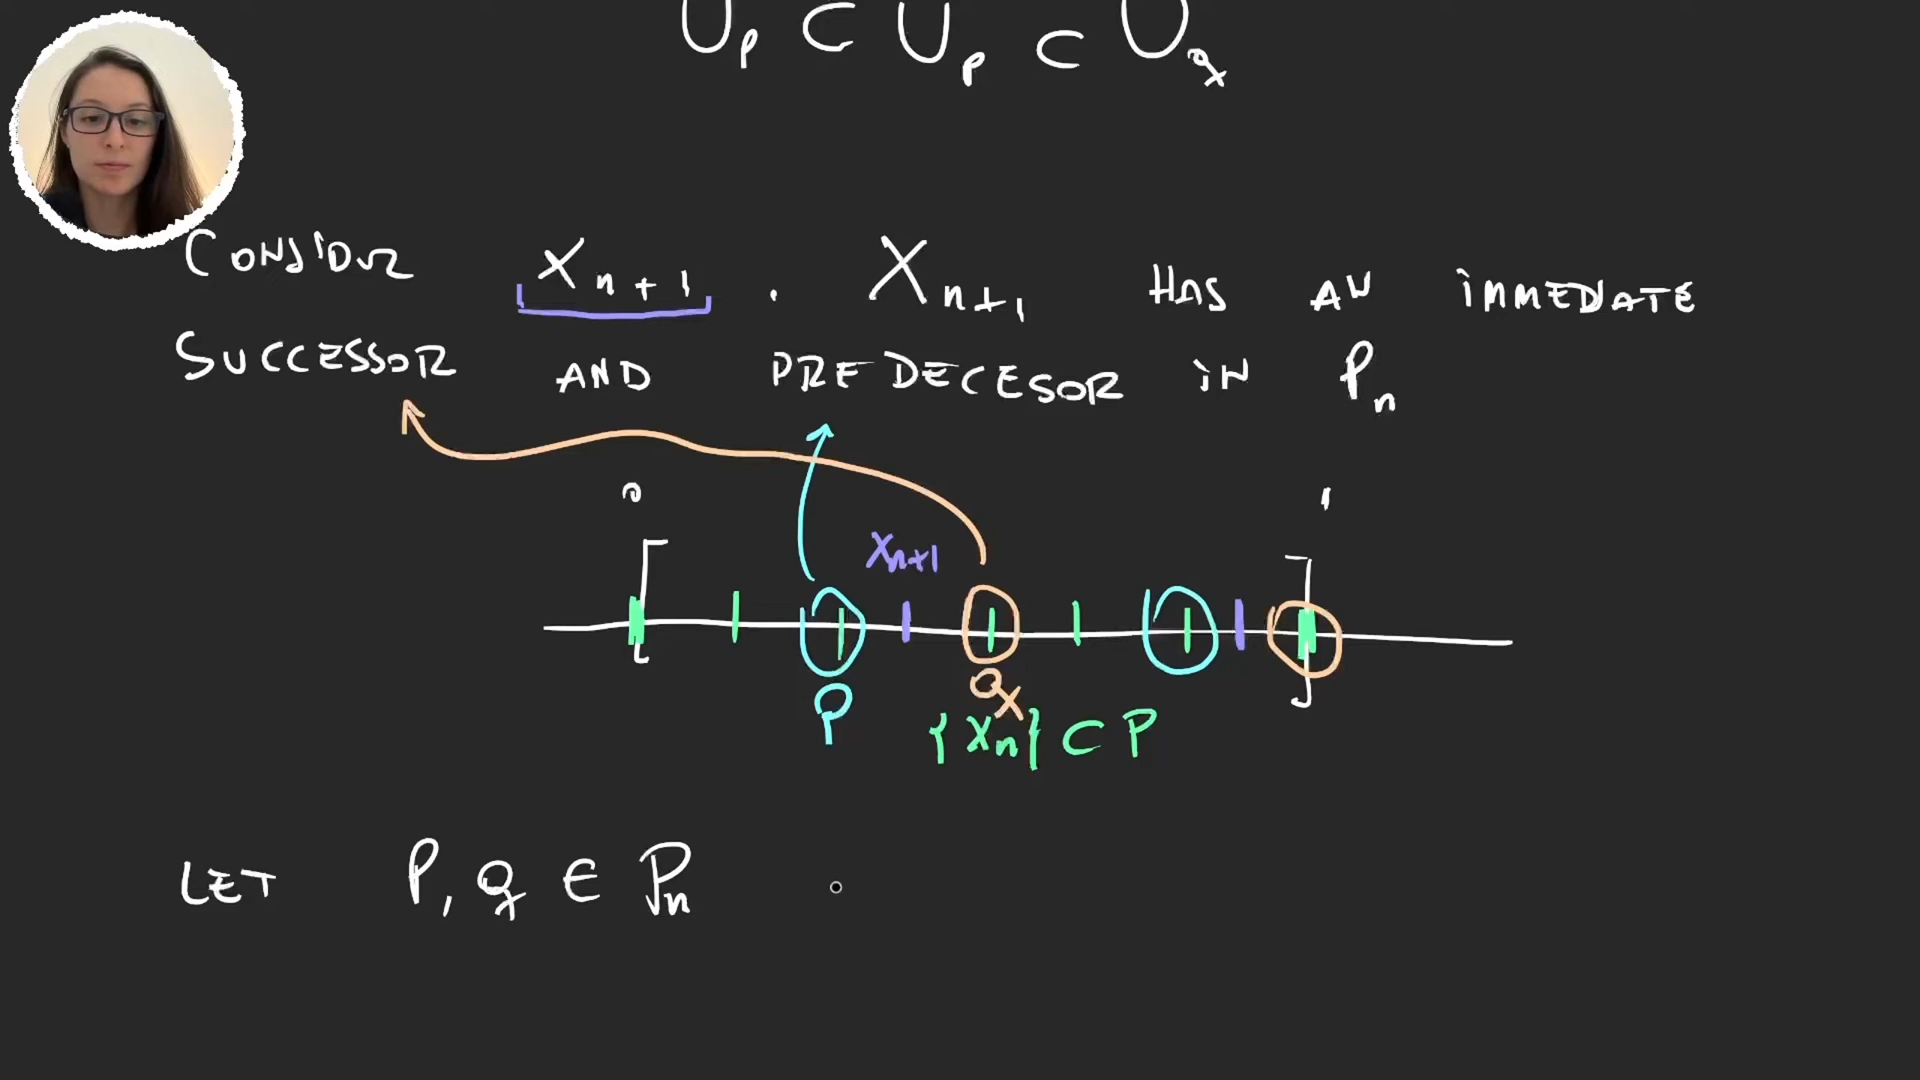 U_p ⊂ U_p ⊂ U_q
CONSIDER X_{n+1} . X_{n+1} HAS AN IMMEDIATE
SUCCESSOR AND PREDECESOR IN P_n
0 1
X_{n+1}
P q
{X_n} ⊂ P
LET P, q ∈ P_n